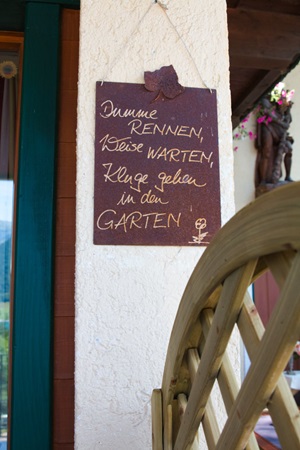 Dumme
RENNEN,
Weise WARTEN,
Kluge gehen
in den
GARTEN